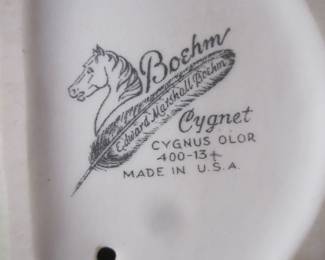 Boehm
Edward Marshall Boehm
Cygnet
CYGNUS OLOR
400-13
MADE IN U.S.A.